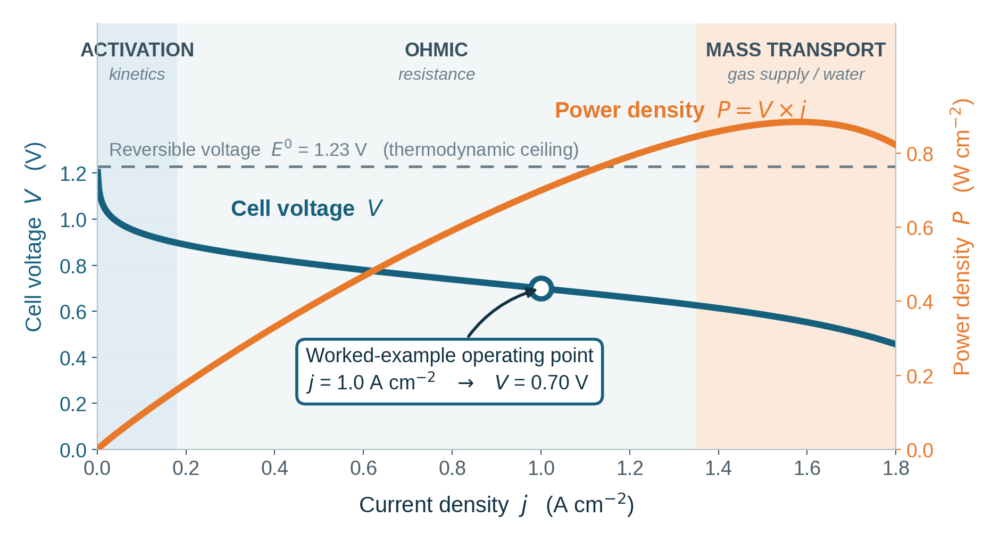 ACTIVATION
kinetics
OHMIC
resistance
MASS TRANSPORT
gas supply / water
Power density P = V × j
Reversible voltage E⁰ = 1.23 V (thermodynamic ceiling)
Cell voltage V
Worked-example operating point
j = 1.0 A cm⁻² → V = 0.70 V
Cell voltage V (V)
1.2
1.0
0.8
0.6
0.4
0.2
0.0
Power density P (W cm⁻²)
0.8
0.6
0.4
0.2
0.0
0.0 0.2 0.4 0.6 0.8 1.0 1.2 1.4 1.6 1.8
Current density j (A cm⁻²)